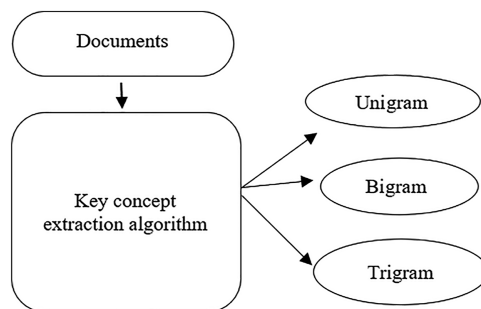 Documents
Key concept
extraction algorithm
Unigram
Bigram
Trigram